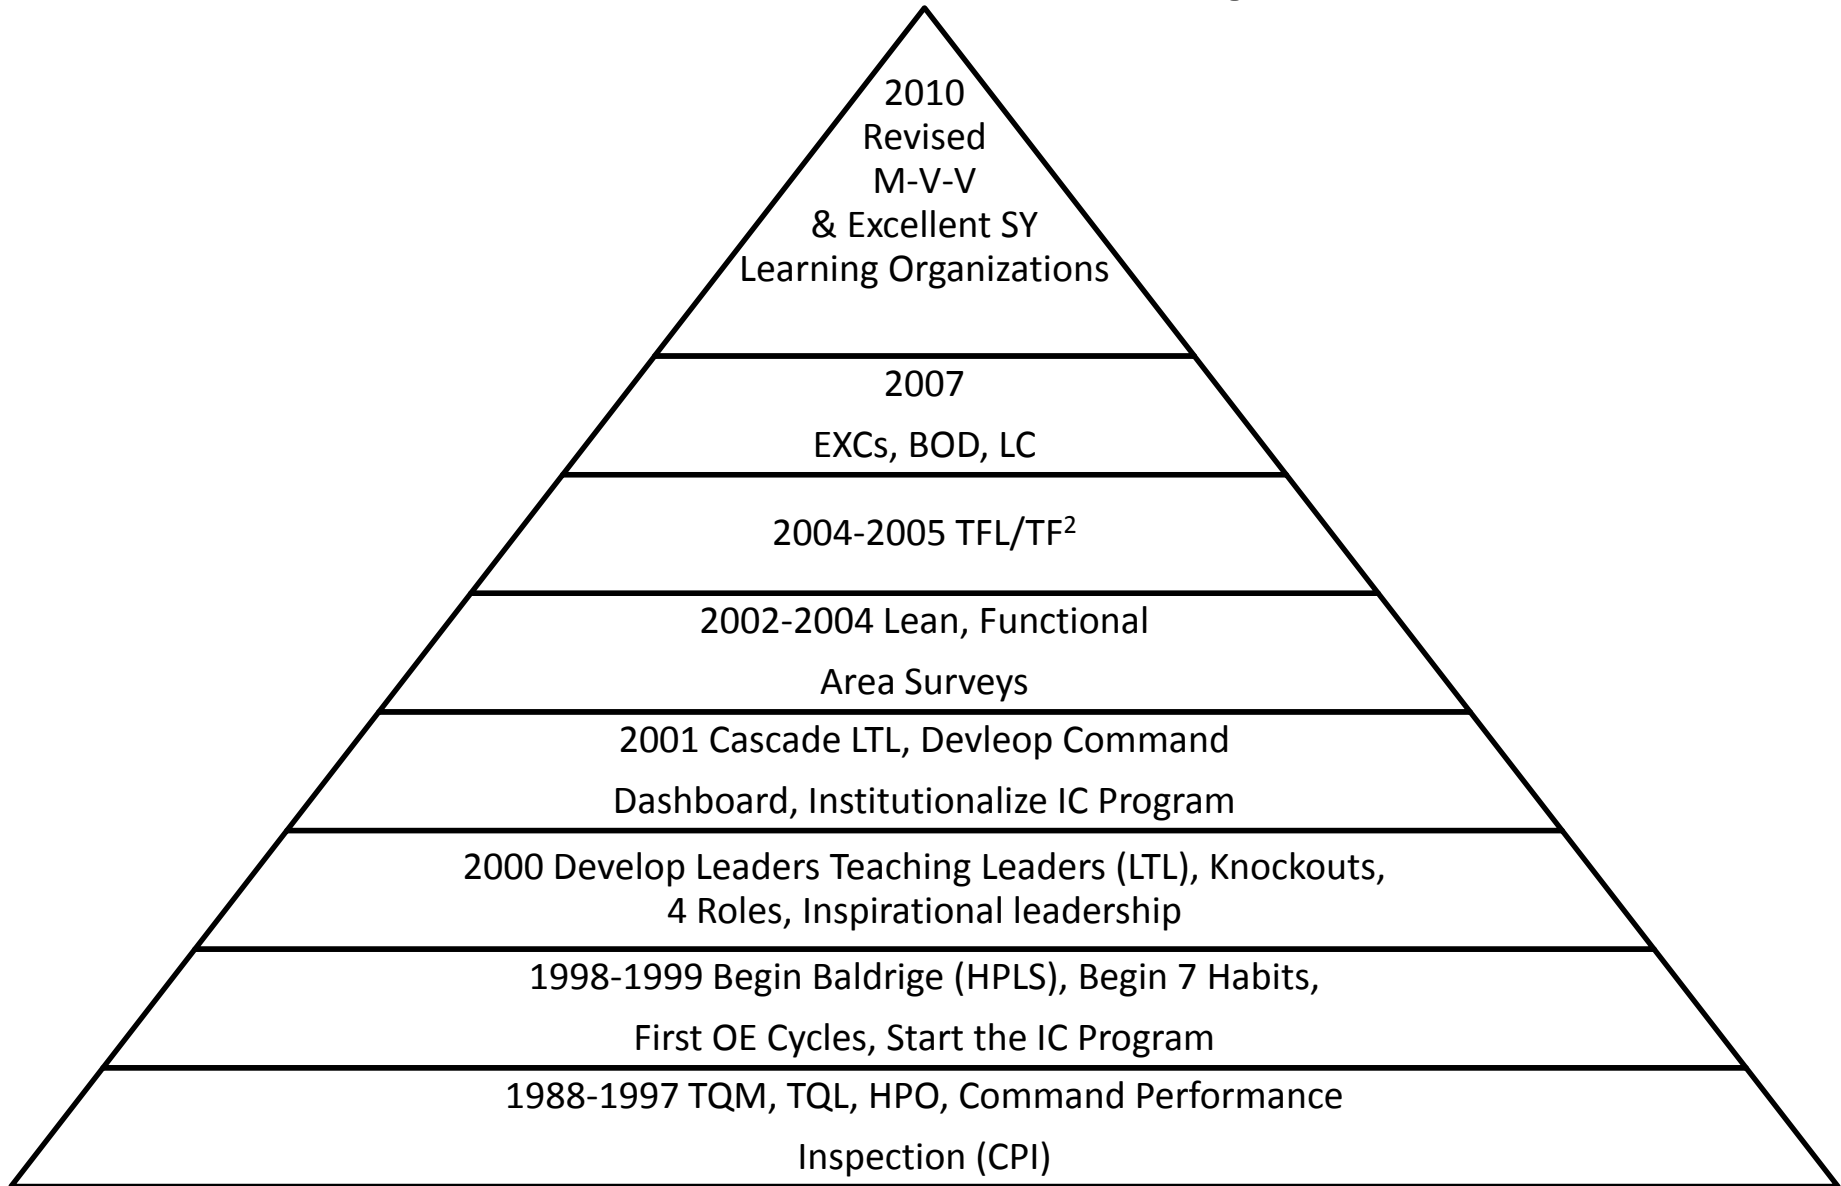 2010
Revised
M-V-V
& Excellent SY
Learning Organizations
2007
EXCs, BOD, LC
2004-2005 TFL/TF²
2002-2004 Lean, Functional
Area Surveys
2001 Cascade LTL, Devleop Command
Dashboard, Institutionalize IC Program
2000 Develop Leaders Teaching Leaders (LTL), Knockouts,
4 Roles, Inspirational leadership
1998-1999 Begin Baldrige (HPLS), Begin 7 Habits,
First OE Cycles, Start the IC Program
1988-1997 TQM, TQL, HPO, Command Performance
Inspection (CPI)